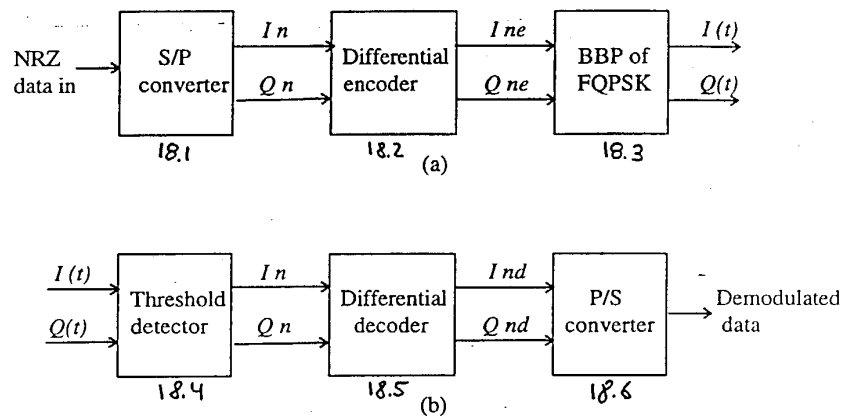 NRZ
data in
S/P
converter
I n
Q n
Differential
encoder
I ne
Q ne
BBP of
FQPSK
I (t)
Q(t)
18.1
18.2
18.3
(a)
I (t)
Q(t)
Threshold
detector
I n
Q n
Differential
decoder
I nd
Q nd
P/S
converter
Demodulated
data
18.4
18.5
18.6
(b)